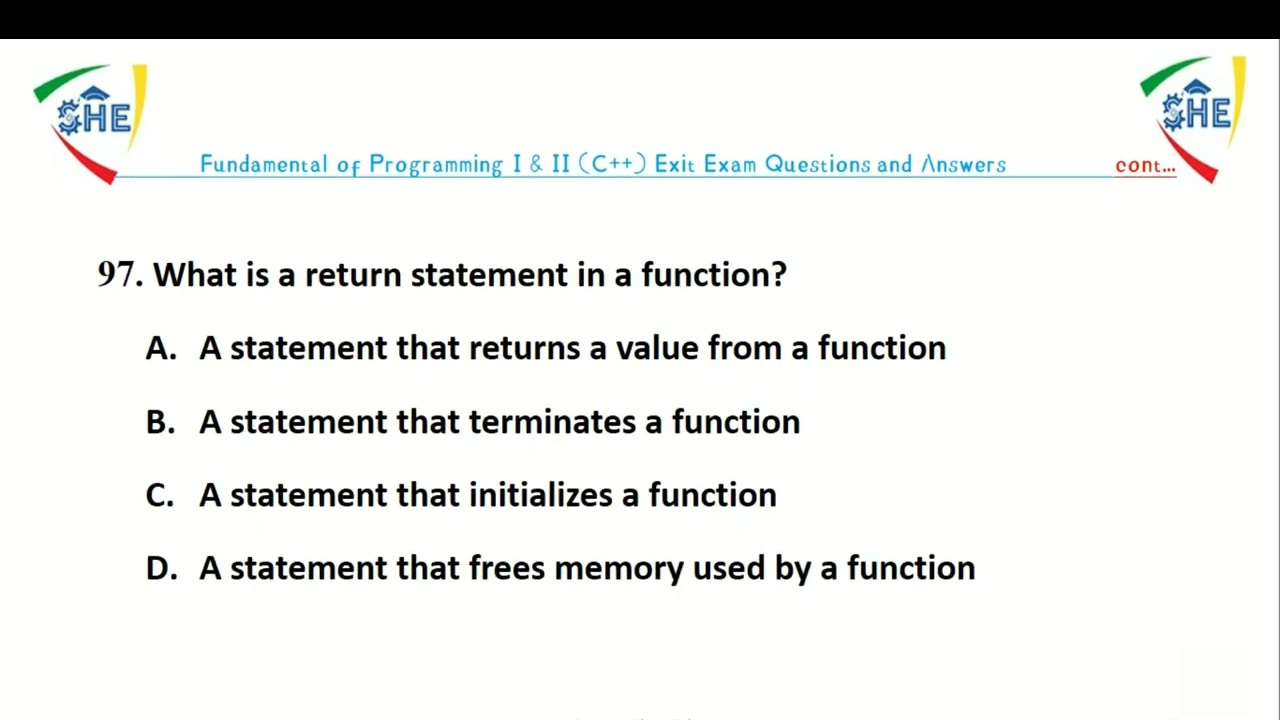 SHE
SHE
Fundamental of Programming I & II (C++) Exit Exam Questions and Answers cont...
97. What is a return statement in a function?
A. A statement that returns a value from a function
B. A statement that terminates a function
C. A statement that initializes a function
D. A statement that frees memory used by a function